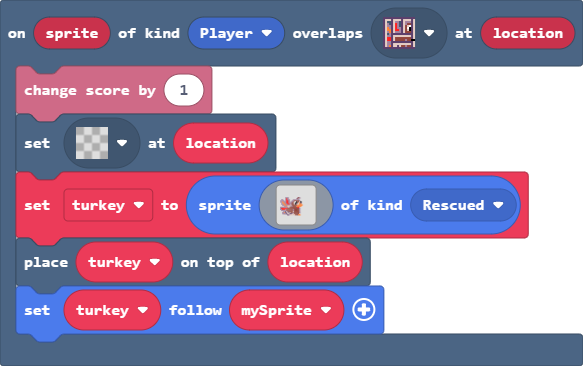 on sprite of kind Player overlaps at location
change score by 1
set at location
set turkey to sprite of kind Rescued
place turkey on top of location
set turkey follow mySprite